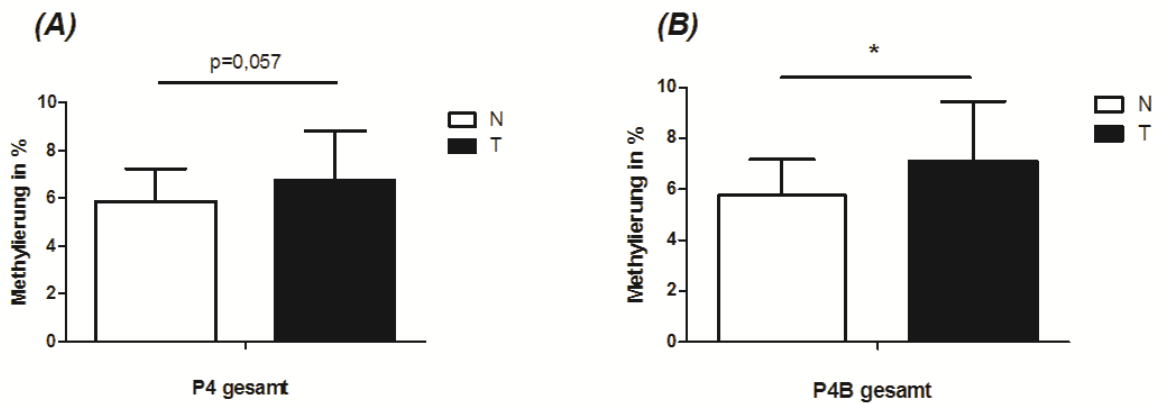 (A)
p=0,057
N
T
Methylierung in %
10
8
6
4
2
0
P4 gesamt
(B)
*
N
T
Methylierung in %
10
8
6
4
2
0
P4B gesamt